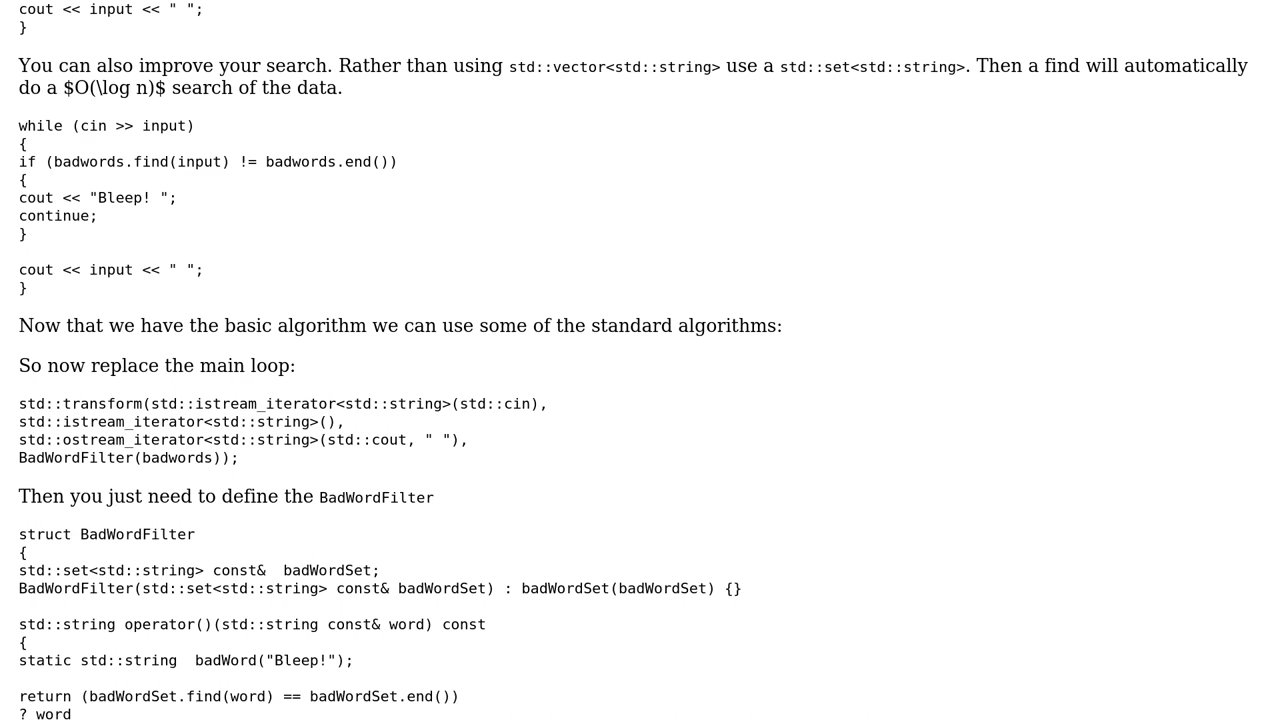 cout << input << " ";
}
You can also improve your search. Rather than using std::vector<std::string> use a std::set<std::string>. Then a find will automatically
do a $O(\log n)$ search of the data.
while (cin >> input)
{
if (badwords.find(input) != badwords.end())
{
cout << "Bleep! ";
continue;
}
cout << input << " ";
}
Now that we have the basic algorithm we can use some of the standard algorithms:
So now replace the main loop:
std::transform(std::istream_iterator<std::string>(std::cin),
std::istream_iterator<std::string>(),
std::ostream_iterator<std::string>(std::cout, " "),
BadWordFilter(badwords));
Then you just need to define the BadWordFilter
struct BadWordFilter
{
std::set<std::string> const&  badWordSet;
BadWordFilter(std::set<std::string> const& badWordSet) : badWordSet(badWordSet) {}
std::string operator()(std::string const& word) const
{
static std::string  badWord("Bleep!");
return (badWordSet.find(word) == badWordSet.end())
? word